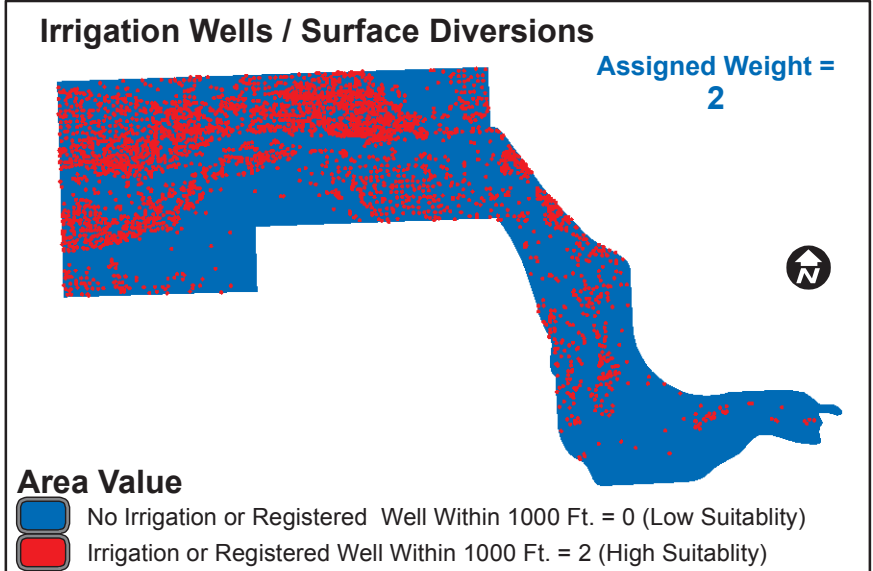 Irrigation Wells / Surface Diversions
Assigned Weight =
2
N
Area Value
No Irrigation or Registered Well Within 1000 Ft. = 0 (Low Suitablity)
Irrigation or Registered Well Within 1000 Ft. = 2 (High Suitablity)